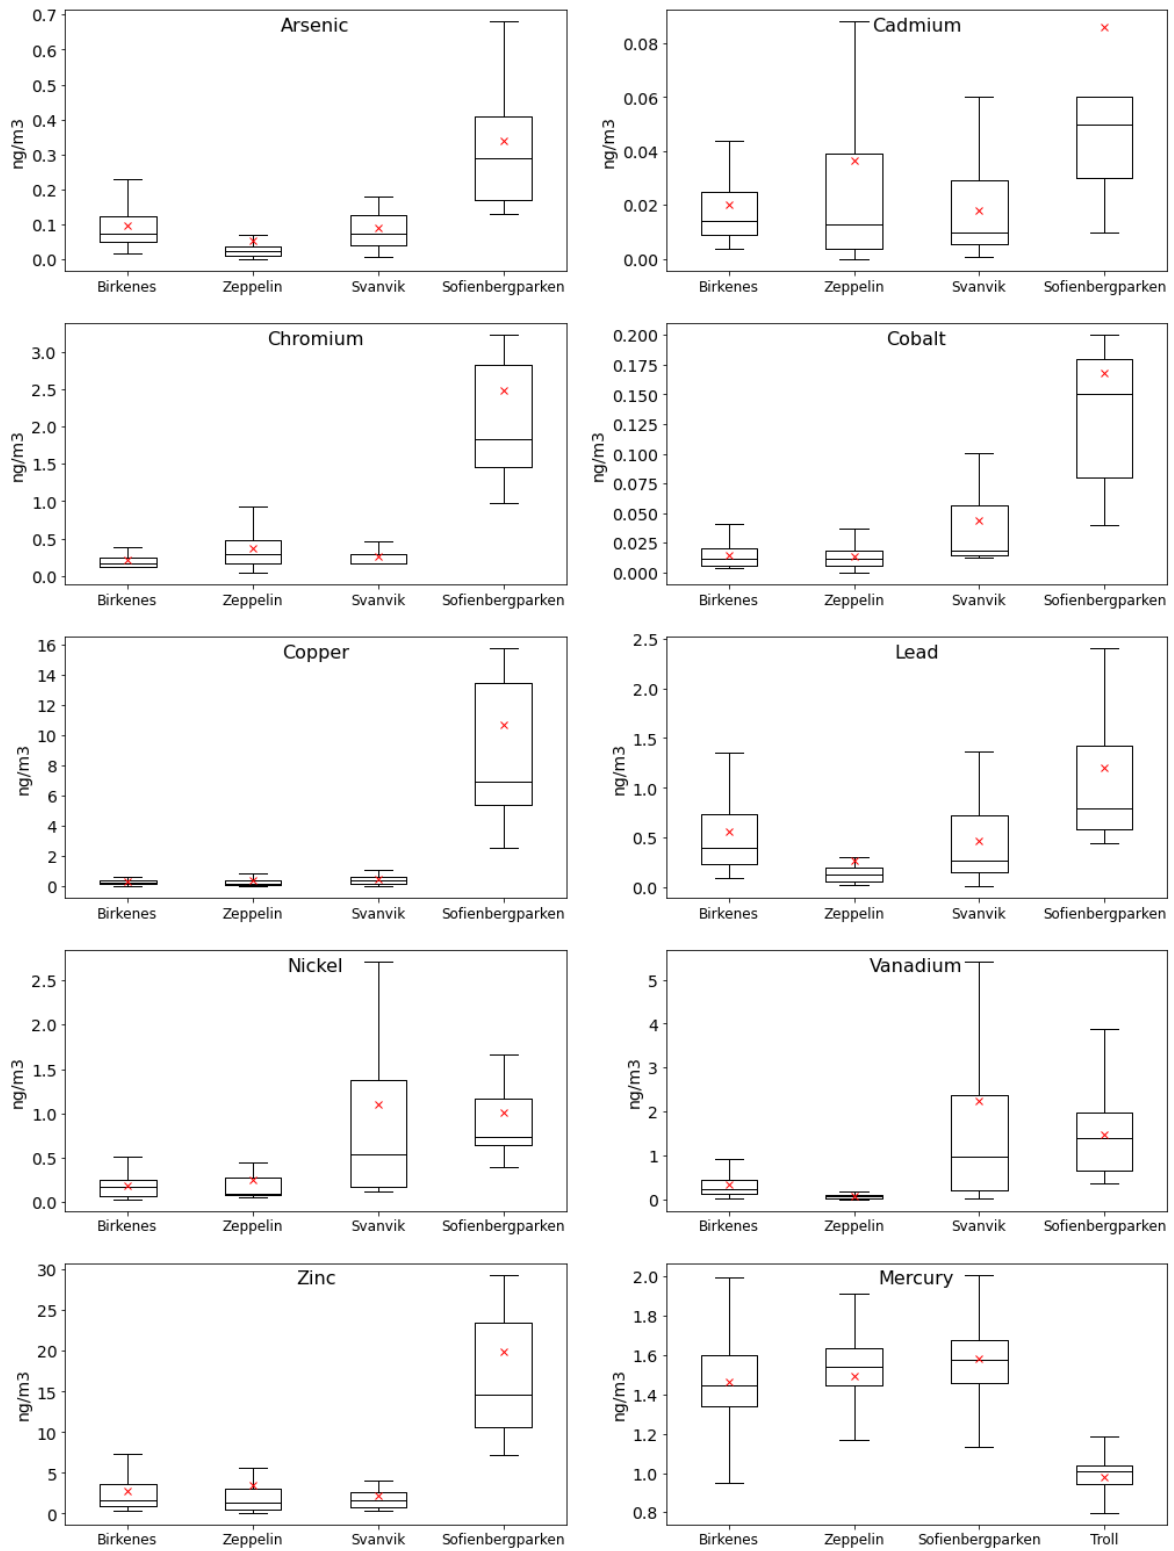 Arsenic
ng/m3
0.7
0.6
0.5
0.4
0.3
0.2
0.1
0.0
Birkenes Zeppelin Svanvik Sofienbergparken
Cadmium
ng/m3
0.08
0.06
0.04
0.02
0.00
Birkenes Zeppelin Svanvik Sofienbergparken
Chromium
ng/m3
3.0
2.5
2.0
1.5
1.0
0.5
0.0
Birkenes Zeppelin Svanvik Sofienbergparken
Cobalt
ng/m3
0.200
0.175
0.150
0.125
0.100
0.075
0.050
0.025
0.000
Birkenes Zeppelin Svanvik Sofienbergparken
Copper
ng/m3
16
14
12
10
8
6
4
2
0
Birkenes Zeppelin Svanvik Sofienbergparken
Lead
ng/m3
2.5
2.0
1.5
1.0
0.5
0.0
Birkenes Zeppelin Svanvik Sofienbergparken
Nickel
ng/m3
2.5
2.0
1.5
1.0
0.5
0.0
Birkenes Zeppelin Svanvik Sofienbergparken
Vanadium
ng/m3
5
4
3
2
1
0
Birkenes Zeppelin Svanvik Sofienbergparken
Zinc
ng/m3
30
25
20
15
10
5
0
Birkenes Zeppelin Svanvik Sofienbergparken
Mercury
ng/m3
2.0
1.8
1.6
1.4
1.2
1.0
0.8
Birkenes Zeppelin Sofienbergparken Troll